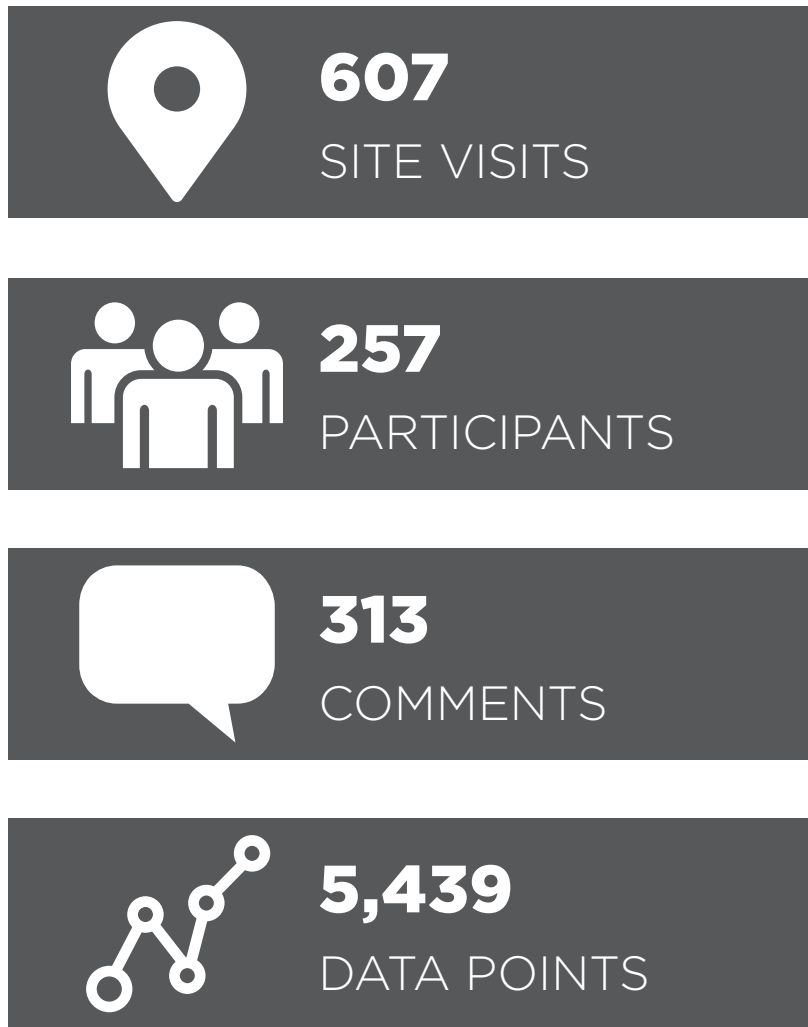 607
SITE VISITS
257
PARTICIPANTS
313
COMMENTS
5,439
DATA POINTS